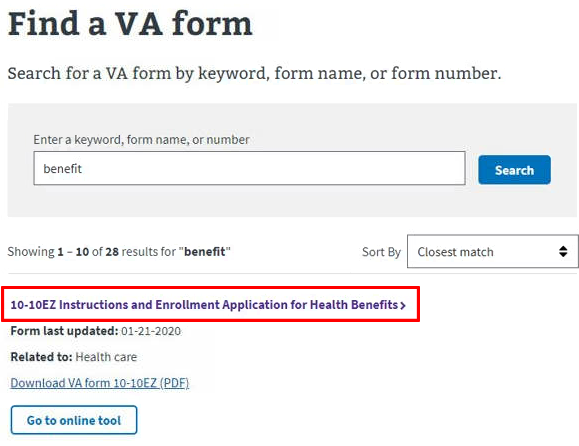 Find a VA form
Search for a VA form by keyword, form name, or form number.
Enter a keyword, form name, or number
benefit
Search
Showing 1 – 10 of 28 results for "benefit"
Sort By
Closest match
10-10EZ Instructions and Enrollment Application for Health Benefits
Form last updated: 01-21-2020
Related to: Health care
Download VA form 10-10EZ (PDF)
Go to online tool